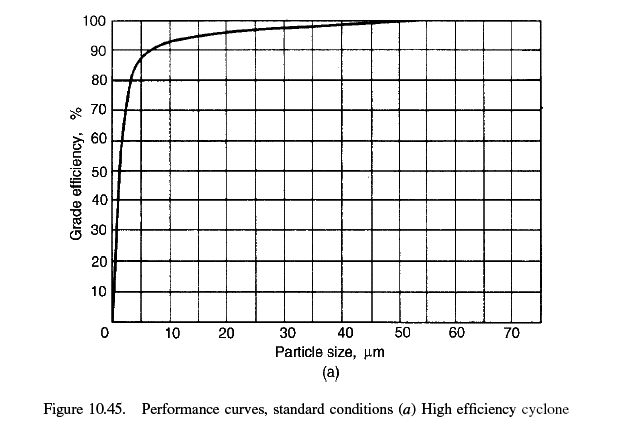 100
90
80
70
60
50
40
30
20
10
Grade efficiency, %
0 10 20 30 40 50 60 70
Particle size, μm
(a)
Figure 10.45. Performance curves, standard conditions (a) High efficiency cyclone